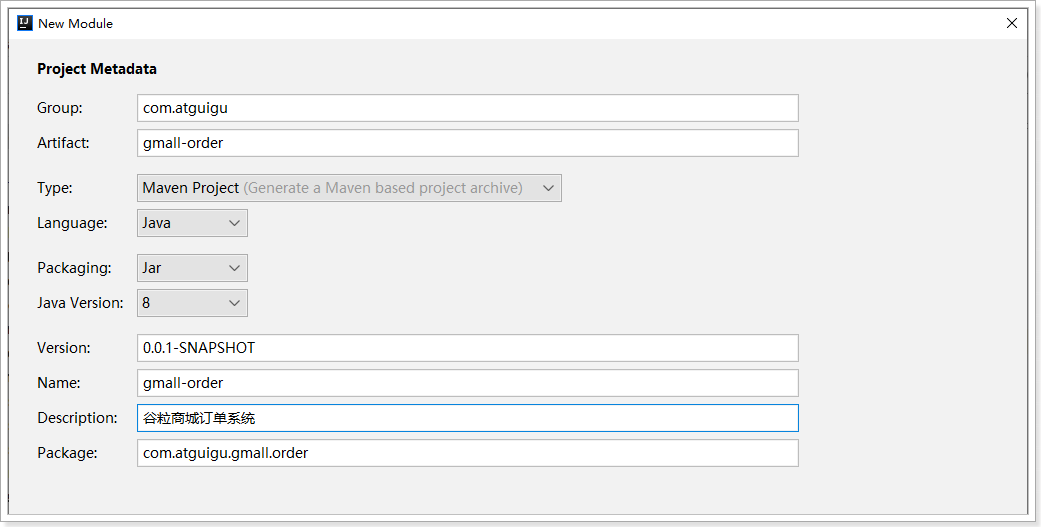 New Module
Project Metadata
Group: com.atguigu
Artifact: gmall-order
Type: Maven Project (Generate a Maven based project archive)
Language: Java
Packaging: Jar
Java Version: 8
Version: 0.0.1-SNAPSHOT
Name: gmall-order
Description: 谷粒商城订单系统
Package: com.atguigu.gmall.order